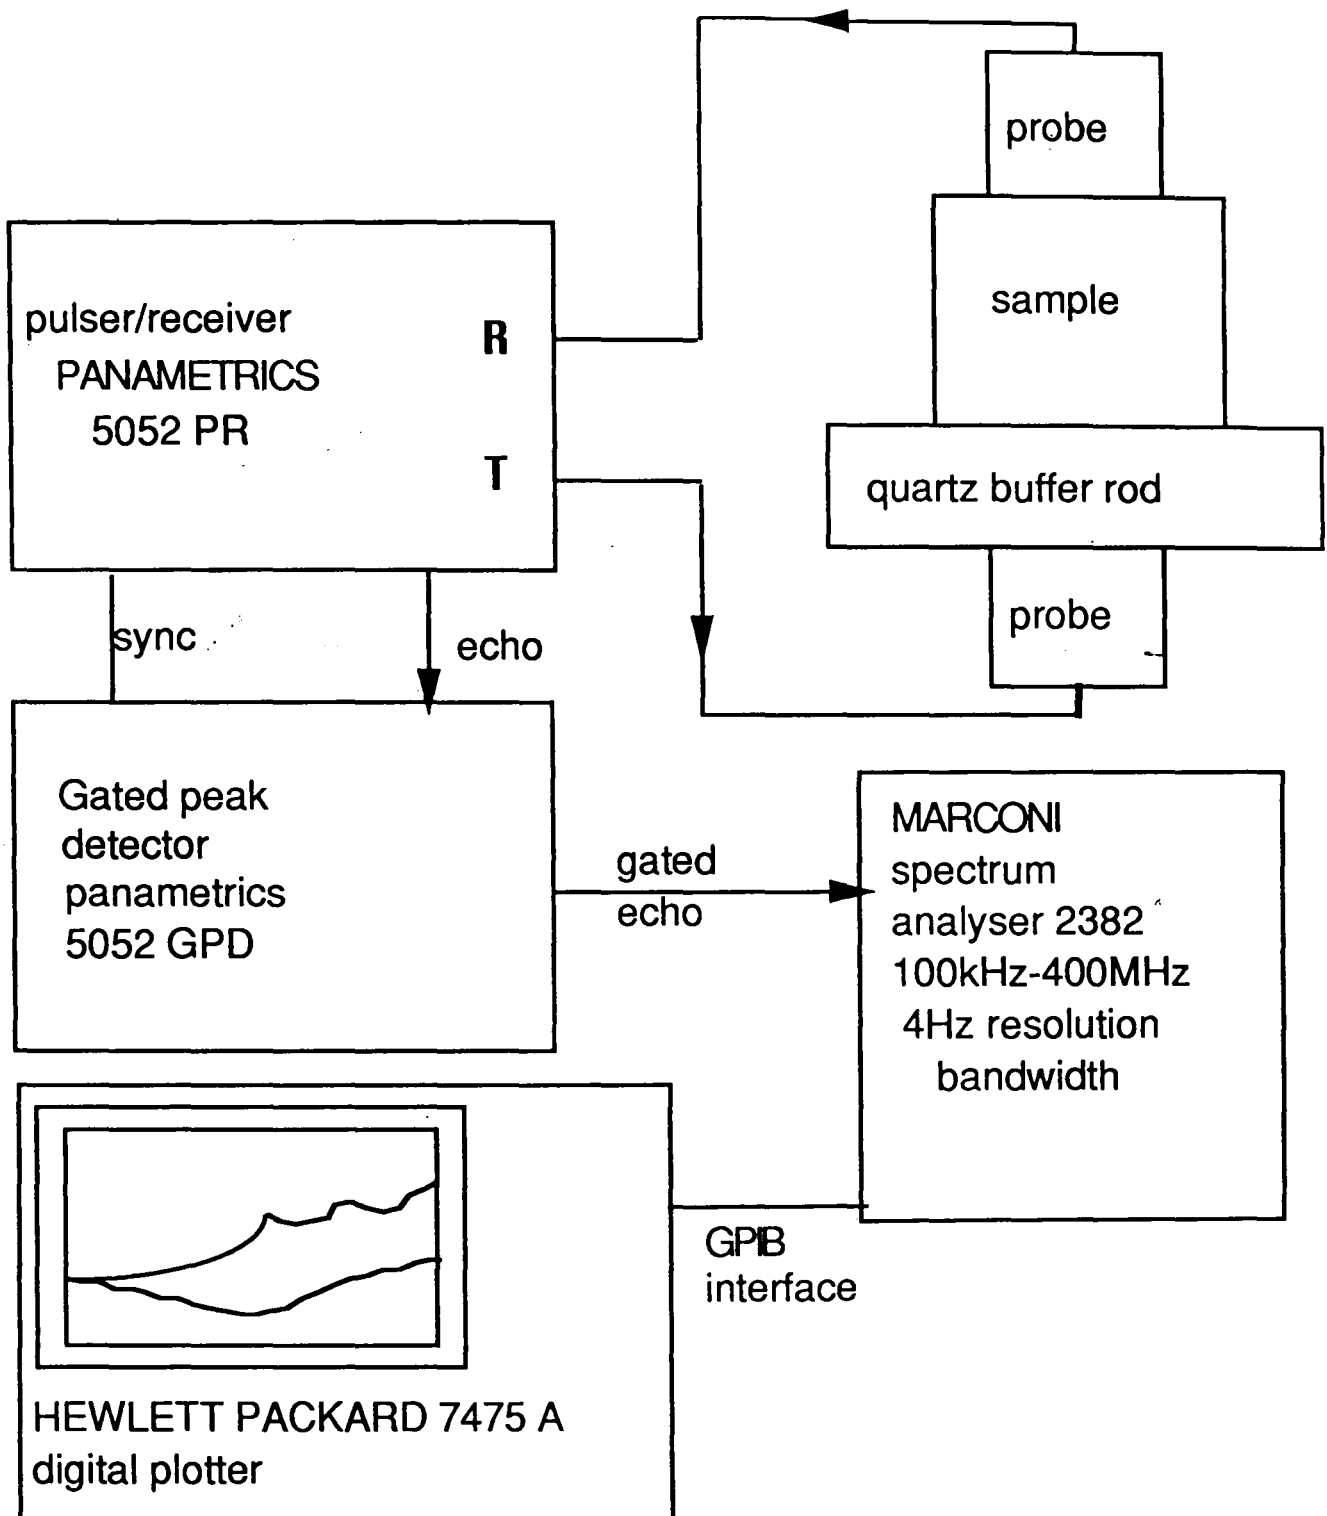 probe
sample
quartz buffer rod
probe
pulser/receiver
PANAMETRICS
5052 PR
R
T
sync
echo
Gated peak
detector
panametrics
5052 GPD
gated
echo
MARCONI
spectrum
analyser 2382
100kHz-400MHz
4Hz resolution
bandwidth
GPIB
interface
HEWLETT PACKARD 7475 A
digital plotter